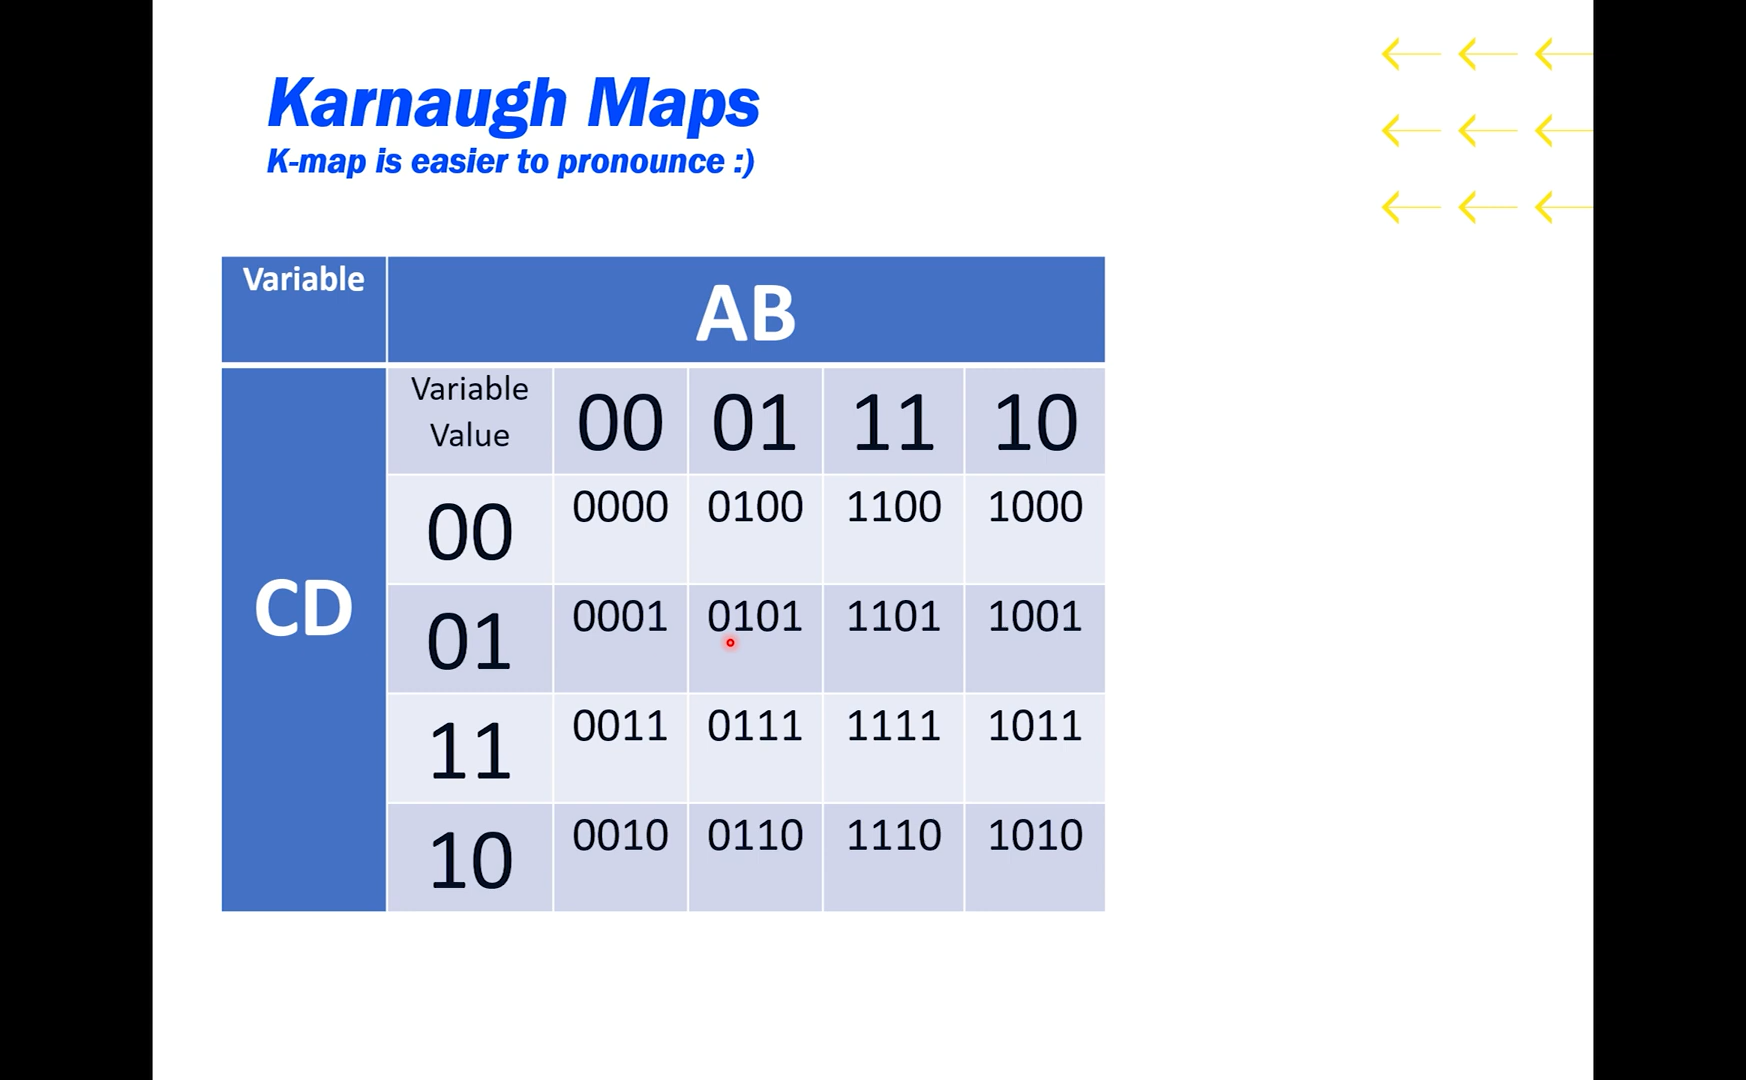 Karnaugh Maps
K-map is easier to pronounce :)
Variable AB
CD
Variable Value 00 01 11 10
00 0000 0100 1100 1000
01 0001 0101 1101 1001
11 0011 0111 1111 1011
10 0010 0110 1110 1010